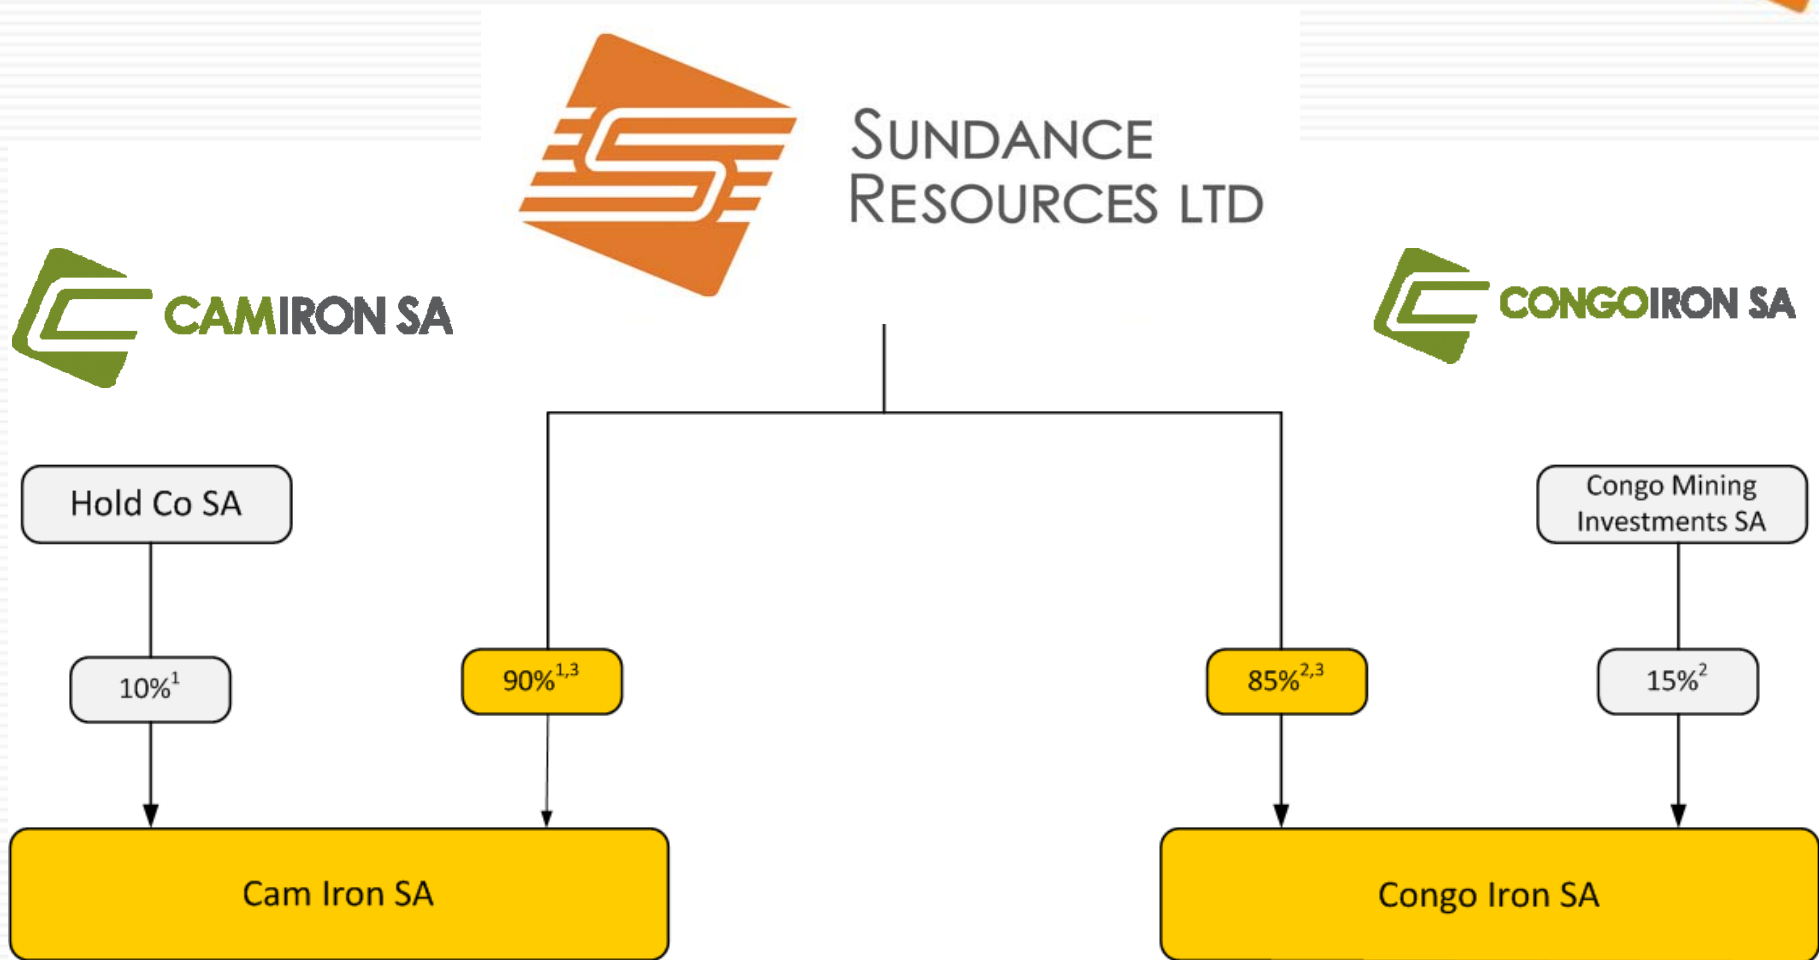 SUNDANCE
RESOURCES LTD
CAMIRON SA
CONGOIRON SA
Hold Co SA
Congo Mining
Investments SA
10%¹
90%¹,³
85%²,³
15%²
Cam Iron SA
Congo Iron SA